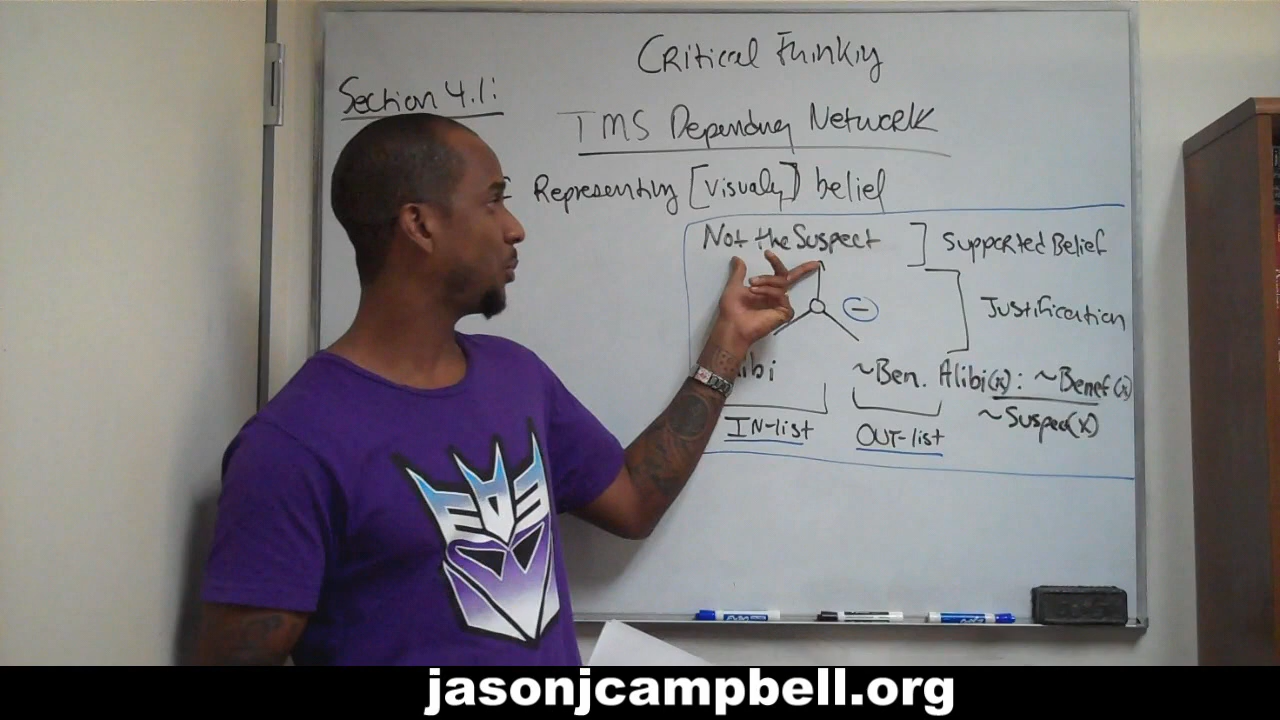 Critical Thinking
Section 4.1:
TMS Dependency Network
Representing [visually] belief
Not the Suspect ] Supported Belief
Justification
⊖
ibi
~Ben. Alibi(x): ~Benef(x)
~Suspect(x)
IN-list
OUT-list
jasonjcampbell.org